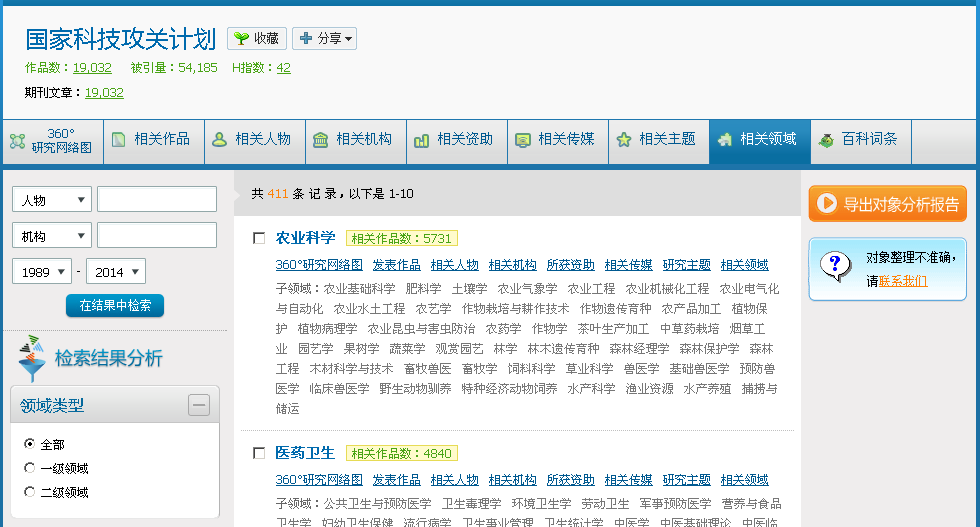 国家科技攻关计划 收藏 分享
作品数：19,032 被引量：54,185 H指数：42
期刊文章：19,032
360°
研究网络图
相关作品 相关人物 相关机构 相关资助 相关传媒 相关主题 相关领域 百科词条
人物
机构
1989 - 2014
在结果中检索
检索结果分析
领域类型
全部
一级领域
二级领域
共 411 条 记 录，以下是 1-10
农业科学 相关作品数：5731
360°研究网络图 发表作品 相关人物 相关机构 所获资助 相关传媒 研究主题 相关领域
子领域：农业基础科学 肥料学 土壤学 农业气象学 农业工程 农业机械化工程 农业电气化
与自动化 农业水土工程 农艺学 作物栽培与耕作技术 作物遗传育种 农产品加工 植物保
护 植物病理学 农业昆虫与害虫防治 农药学 作物学 茶叶生产加工 中草药栽培 烟草工
业 园艺学 果树学 蔬菜学 观赏园艺 林学 林木遗传育种 森林经理学 森林保护学 森林
工程 木材科学与技术 畜牧兽医 畜牧学 饲料科学 草业科学 兽医学 基础兽医学 预防兽
医学 临床兽医学 野生动物驯养 特种经济动物饲养 水产科学 渔业资源 水产养殖 捕捞与
储运
医药卫生 相关作品数：4840
360°研究网络图 发表作品 相关人物 相关机构 所获资助 相关传媒 研究主题 相关领域
子领域：公共卫生与预防医学 卫生毒理学 环境卫生学 劳动卫生 军事预防医学 营养与食品
卫生学 妇幼卫生保健 流行病学 卫生事业管理 卫生统计学 中医学 中医基础理论 中医临
导出对象分析报告
对象整理不准确，
请联系我们